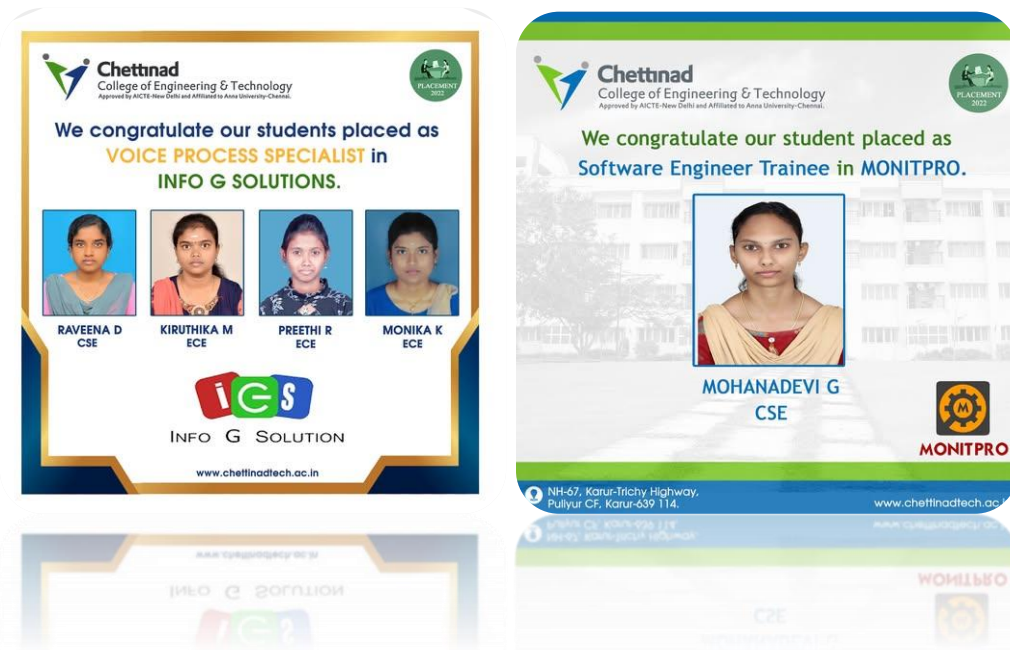 Chettinad
College of Engineering & Technology
Approved by AICTE-New Delhi and Affiliated to Anna University-Chennai.
PLACEMENT
2022
We congratulate our students placed as
VOICE PROCESS SPECIALIST in
INFO G SOLUTIONS.
RAVEENA D
CSE
KIRUTHIKA M
ECE
PREETHI R
ECE
MONIKA K
ECE
iGS
INFO G SOLUTION
www.chettinadtech.ac.in
Chettinad
College of Engineering & Technology
Approved by AICTE-New Delhi and Affiliated to Anna University-Chennai.
PLACEMENT
2022
We congratulate our student placed as
Software Engineer Trainee in MONITPRO.
MOHANADEVI G
CSE
M
MONITPRO
NH-67, Karur-Trichy Highway,
Puliyur CF, Karur-639 114.
www.chettinadtech.ac.i